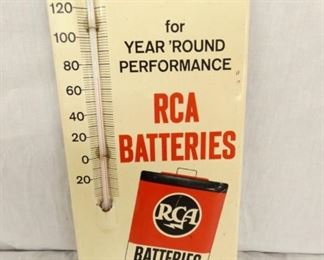 120
100
80
60
40
20
0
20
for
YEAR 'ROUND
PERFORMANCE
RCA
BATTERIES
RCA
BATTERIES